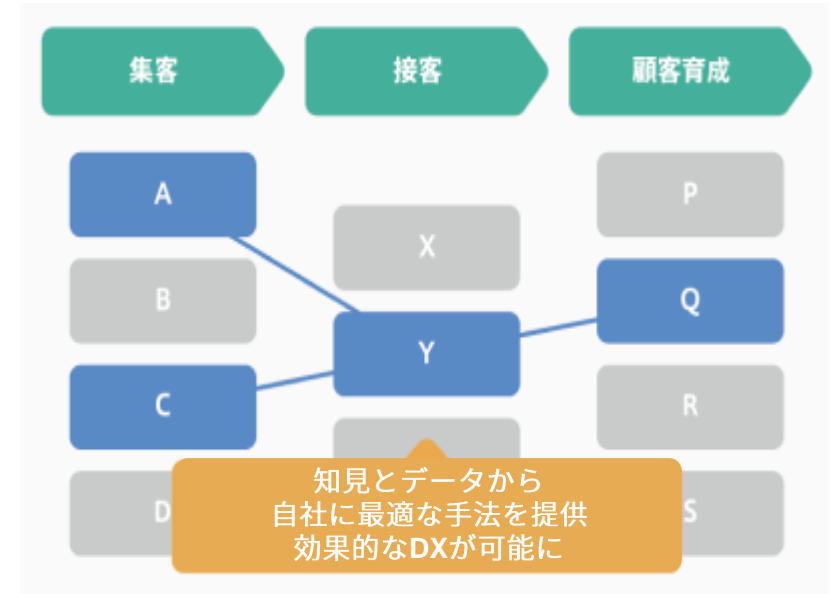 集客
接客
顧客育成
A
B
C
D
X
Y
P
Q
R
S
知見とデータから
自社に最適な手法を提供
効果的なDXが可能に